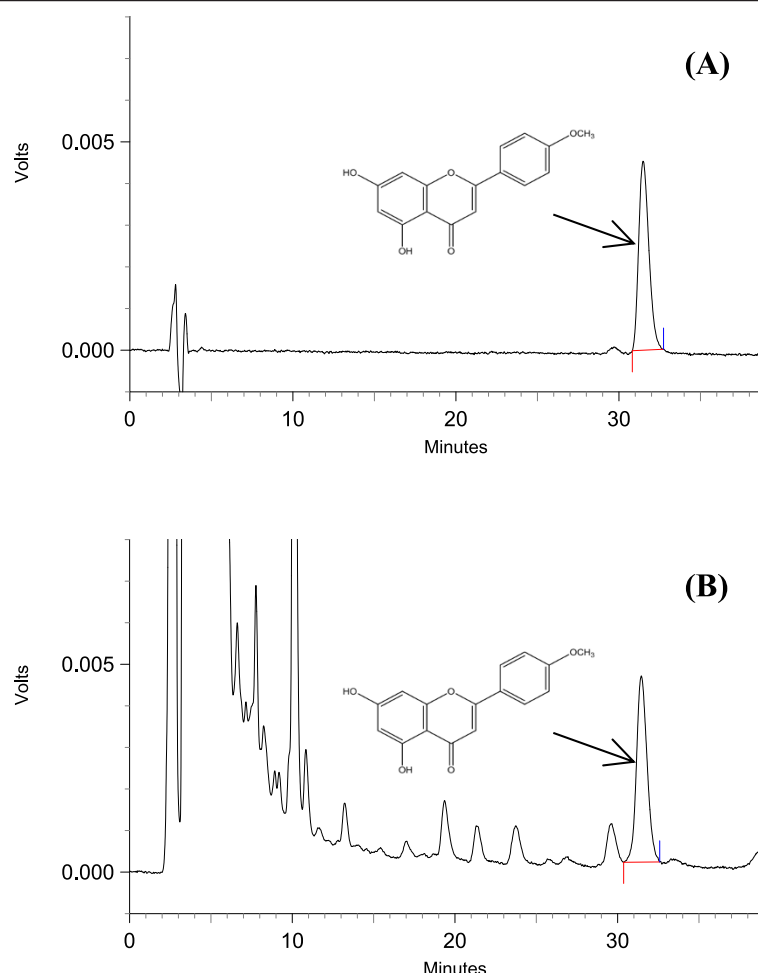 (A)
Volts
0.005
OCH₃
HO
O
OH
O
0.000
0 10 20 30
Minutes
(B)
Volts
0.005
OCH₃
HO
O
OH
O
0.000
0 10 20 30
Minutes